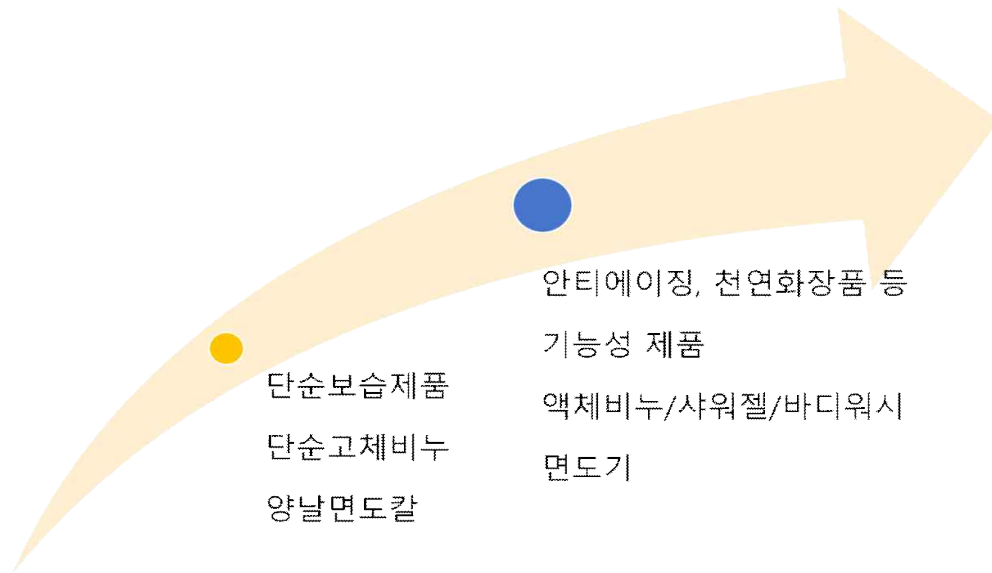 단순보습제품
단순고체비누
양날면도칼
안티에이징, 천연화장품 등
기능성 제품
액체비누/샤워젤/바디워시
면도기